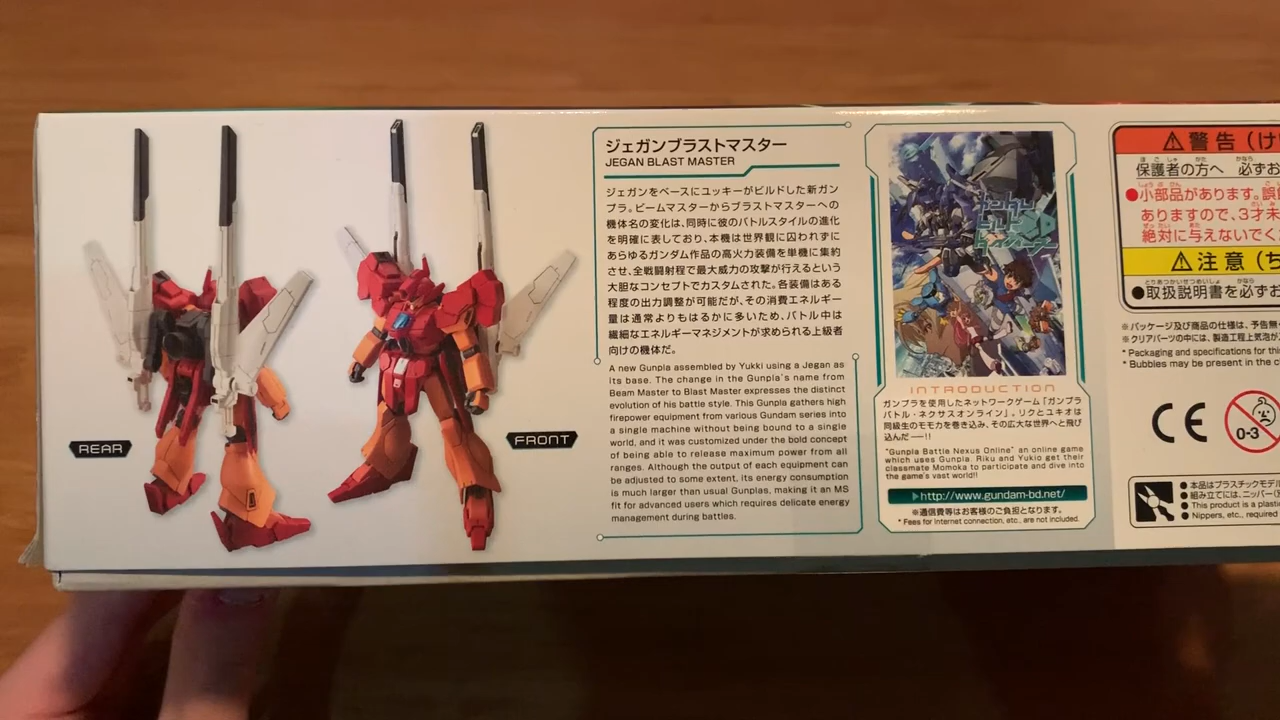 REAR
FRONT
ジェガンブラストマスター
JEGAN BLAST MASTER
ジェガンをベースにユッキーがビルドした新ガン
プラ。ビームマスターからブラストマスターへの
機体名の変化は、同時に彼のバトルスタイルの進化
を明確に表しており、本機は世界観に囚われずに
あらゆるガンダム作品の高火力装備を単機に集約
させ、全戦闘射程で最大威力の攻撃が行えるという
大胆なコンセプトでカスタムされた。各装備はある
程度の出力調整が可能だが、その消費エネルギー
量は通常よりもはるかに多いため、バトル中は
繊細なエネルギーマネジメントが求められる上級者
向けの機体だ。
A new Gunpla assembled by Yukki using a Jegan as
its base. The change in the Gunpla's name from
Beam Master to Blast Master expresses the distinct
evolution of his battle style. This Gunpla gathers high
firepower equipment from various Gundam series into
a single machine without being bound to a single
world, and it was customized under the bold concept
of being able to release maximum power from all
ranges. Although the output of each equipment can
be adjusted to some extent, its energy consumption
is much larger than usual Gunplas, making it an MS
fit for advanced users which requires delicate energy
management during battles.
ガンダム
ビルド
ダイバーズ
INTRODUCTION
ガンプラを使用したネットワークゲーム「ガンプラ
バトル・ネクサスオンライン」。リクとユキオは
同級生のモモカを巻き込み、その広大な世界へと飛び
込んだ―!!
"Gunpla Battle Nexus Online" an online game
which uses Gunpla. Riku and Yukio get their
classmate Momoka to participate and dive into
the game's vast world!!
http://www.gundam-bd.net/
※通信費等はお客様のご負担となります。
* Fees for Internet connection, etc., are not included.
警告(け
保護者の方へ 必ずお
●小部品があります。誤
ありますので、3才未
絶対に与えないでく
注意(ち
●取扱説明書を必ずお
※パッケージ及び商品の仕様は、予告無
※クリアパーツの中には、製造工程上気泡が
* Packaging and specifications for thi
* Bubbles may be present in the c
CE
0-3
● 本品はプラスチックモデル
● 組み立てには、ニッパー
● This product is a plast
● Nippers, etc., required